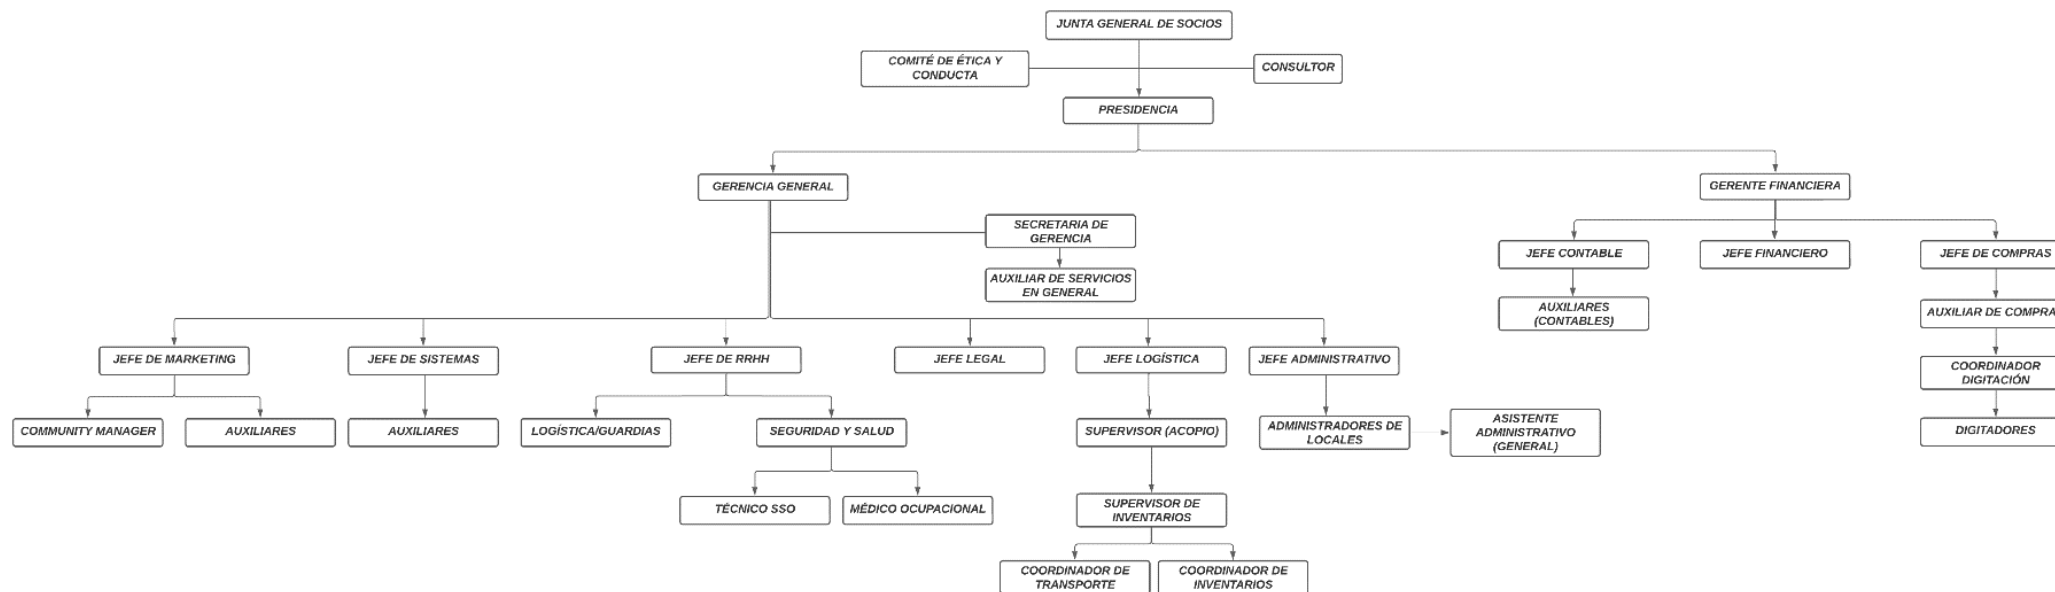 JUNTA GENERAL DE SOCIOS
COMITÉ DE ÉTICA Y
CONDUCTA
CONSULTOR
PRESIDENCIA
GERENCIA GENERAL
GERENTE FINANCIERA
SECRETARIA DE
GERENCIA
AUXILIAR DE SERVICIOS
EN GENERAL
JEFE CONTABLE
JEFE FINANCIERO
JEFE DE COMPRAS
AUXILIARES
(CONTABLES)
AUXILIAR DE COMPRA
JEFE DE MARKETING
JEFE DE SISTEMAS
JEFE DE RRHH
JEFE LEGAL
JEFE LOGÍSTICA
JEFE ADMINISTRATIVO
COORDINADOR
DIGITACIÓN
COMMUNITY MANAGER
AUXILIARES
AUXILIARES
LOGÍSTICA/GUARDIAS
SEGURIDAD Y SALUD
SUPERVISOR (ACOPIO)
ADMINISTRADORES DE
LOCALES
ASISTENTE
ADMINISTRATIVO
(GENERAL)
DIGITADORES
TÉCNICO SSO
MÉDICO OCUPACIONAL
SUPERVISOR DE
INVENTARIOS
COORDINADOR DE
TRANSPORTE
COORDINADOR DE
INVENTARIOS